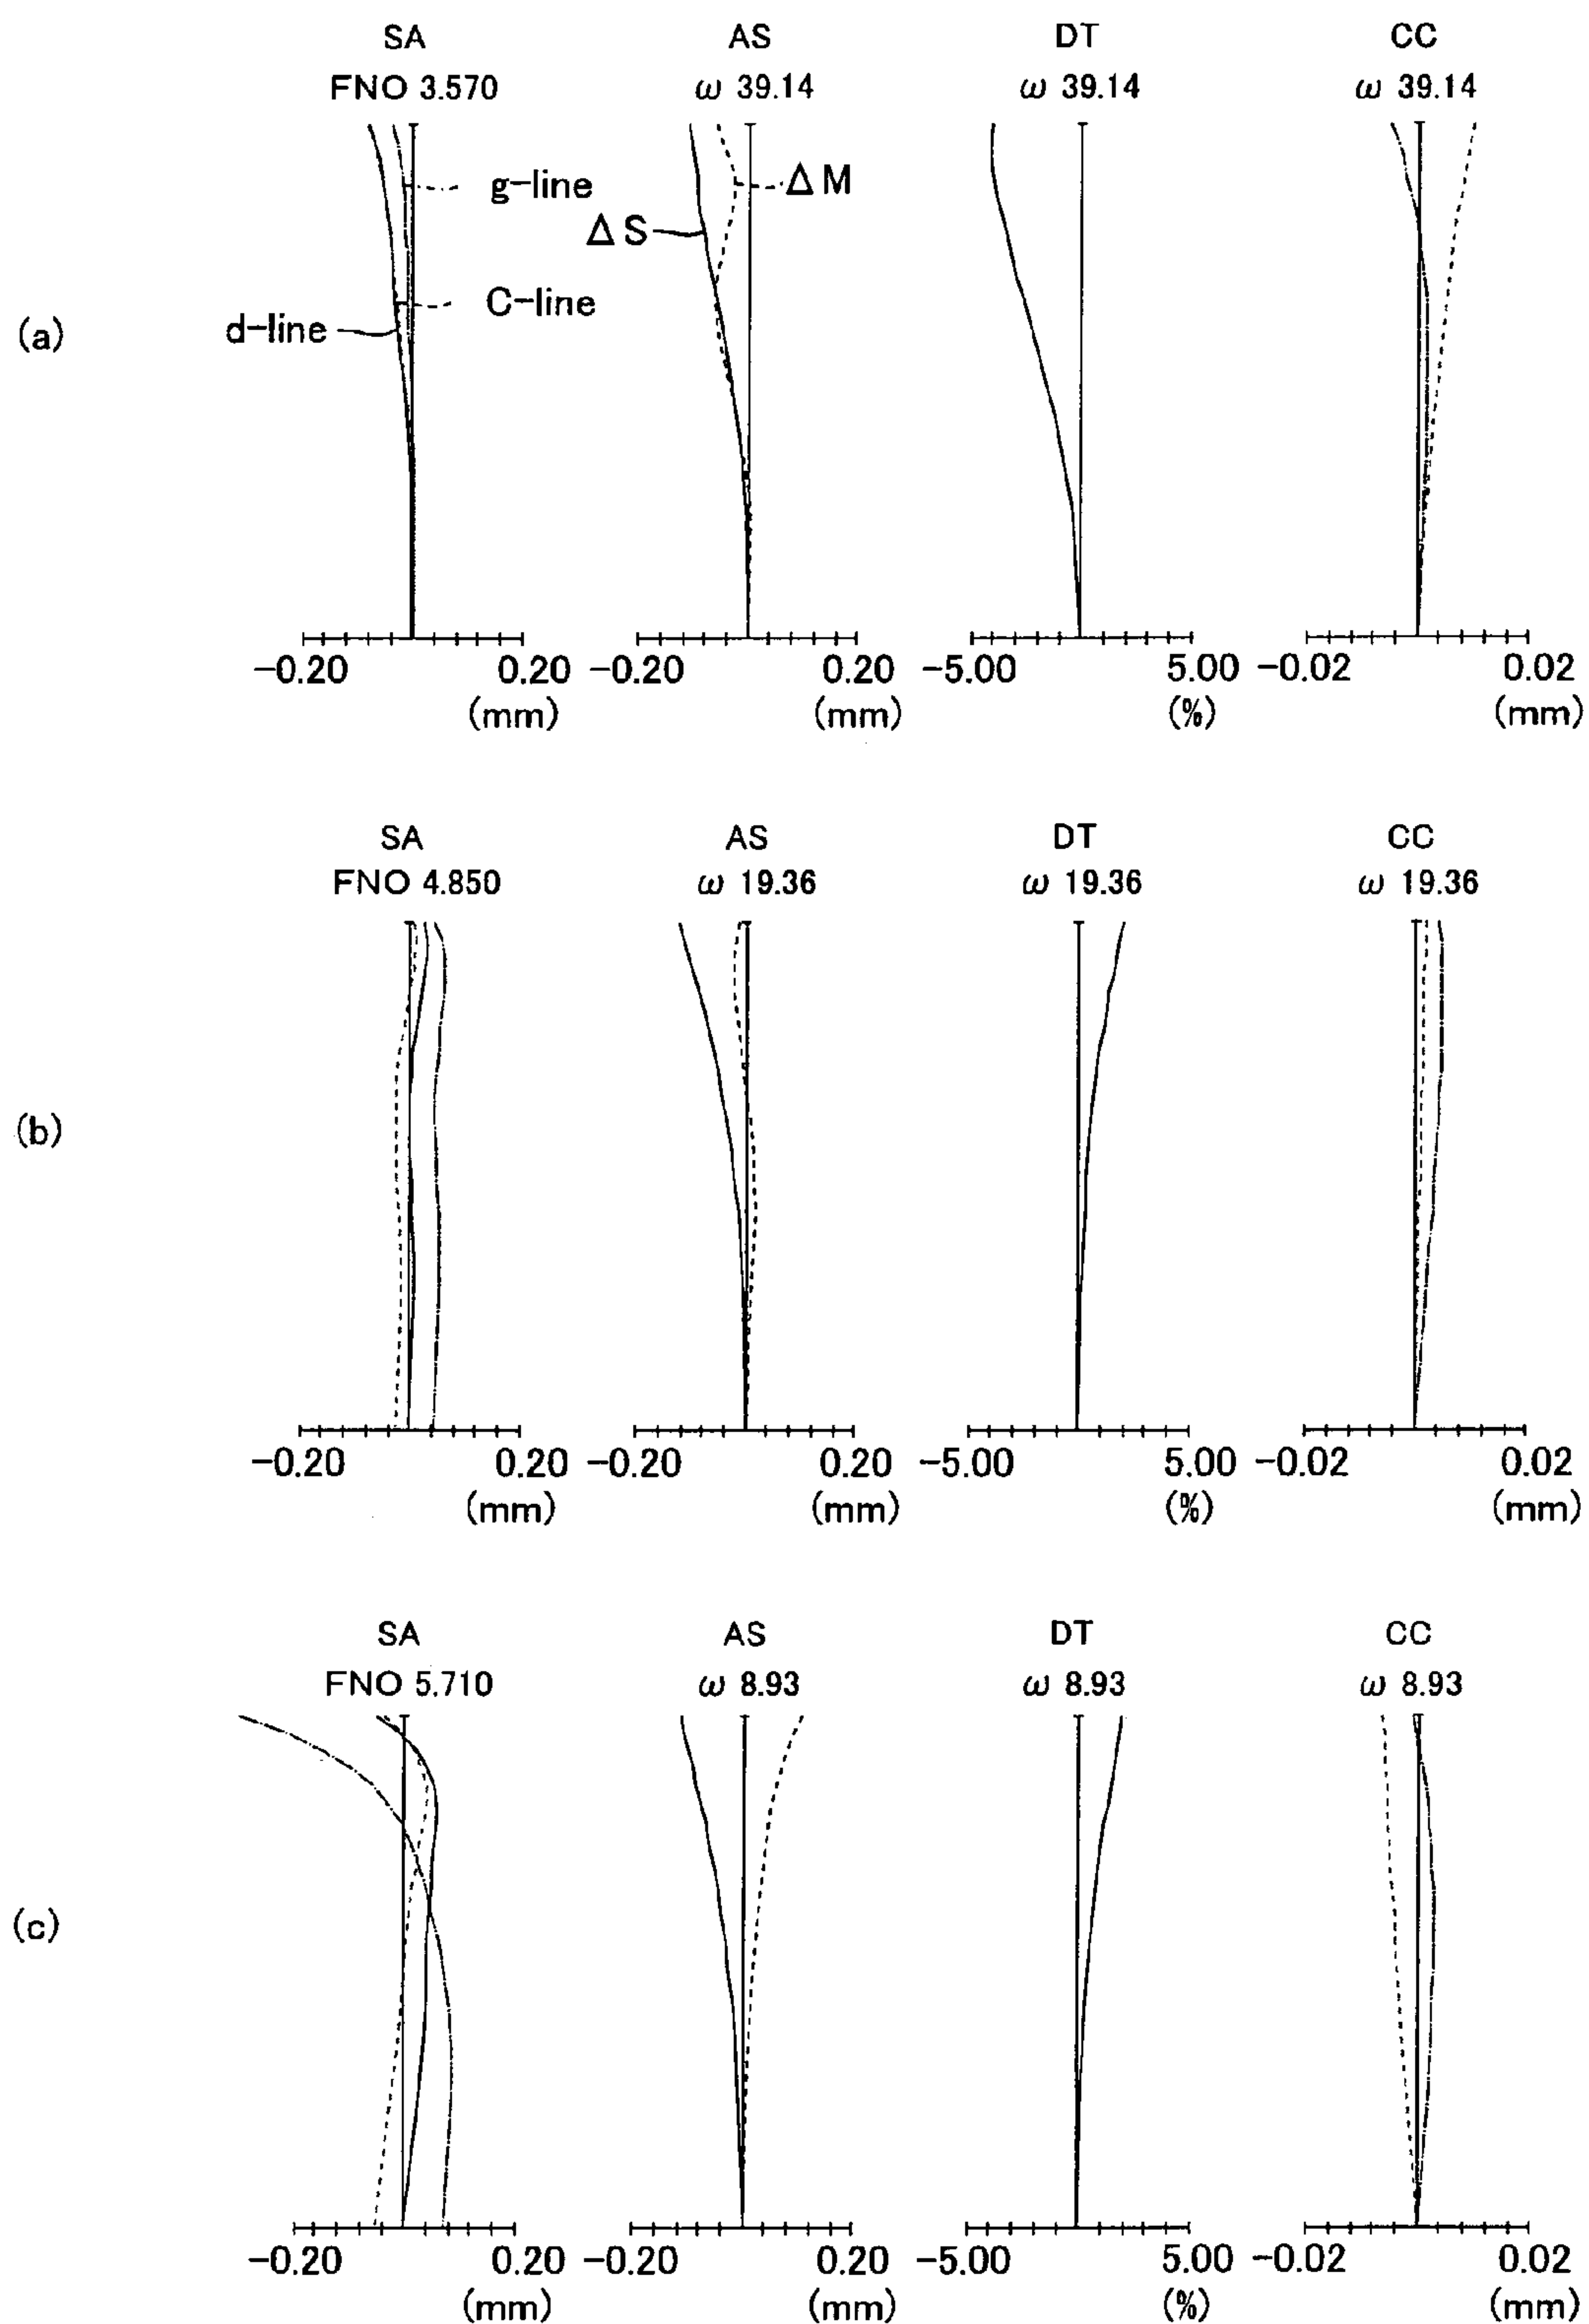 SA AS DT CC
FNO 3.570 ω 39.14 ω 39.14 ω 39.14
g-line ΔM
ΔS
C-line
d-line
(a)
-0.20 0.20 -0.20 0.20 -5.00 5.00 -0.02 0.02
(mm) (mm) (%) (mm)
SA AS DT CC
FNO 4.850 ω 19.36 ω 19.36 ω 19.36
(b)
-0.20 0.20 -0.20 0.20 -5.00 5.00 -0.02 0.02
(mm) (mm) (%) (mm)
SA AS DT CC
FNO 5.710 ω 8.93 ω 8.93 ω 8.93
(c)
-0.20 0.20 -0.20 0.20 -5.00 5.00 -0.02 0.02
(mm) (mm) (%) (mm)